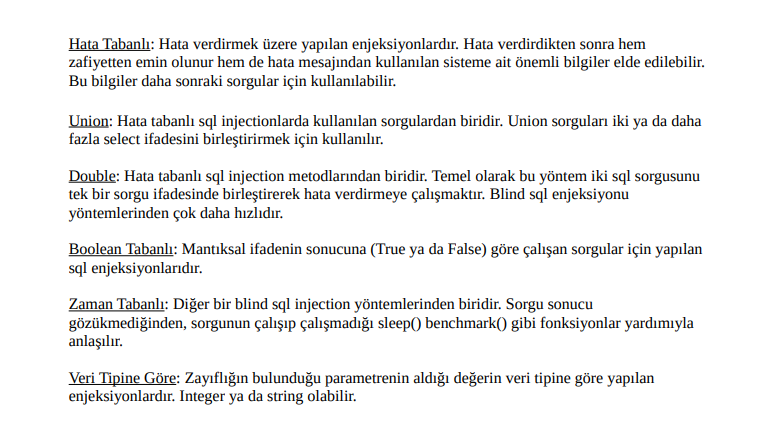 Hata Tabanlı: Hata verdirmek üzere yapılan enjeksiyonlardır. Hata verdirdikten sonra hem
zafiyetten emin olunur hem de hata mesajından kullanılan sisteme ait önemli bilgiler elde edilebilir.
Bu bilgiler daha sonraki sorgular için kullanılabilir.
Union: Hata tabanlı sql injectionlarda kullanılan sorgulardan biridir. Union sorguları iki ya da daha
fazla select ifadesini birleştirirmek için kullanılır.
Double: Hata tabanlı sql injection metodlarından biridir. Temel olarak bu yöntem iki sql sorgusunu
tek bir sorgu ifadesinde birleştirerek hata verdirmeye çalışmaktır. Blind sql enjeksiyonu
yöntemlerinden çok daha hızlıdır.
Boolean Tabanlı: Mantıksal ifadenin sonucuna (True ya da False) göre çalışan sorgular için yapılan
sql enjeksiyonlarıdır.
Zaman Tabanlı: Diğer bir blind sql injection yöntemlerinden biridir. Sorgu sonucu
gözükmediğinden, sorgunun çalışıp çalışmadığı sleep() benchmark() gibi fonksiyonlar yardımıyla
anlaşılır.
Veri Tipine Göre: Zayıflığın bulunduğu parametrenin aldığı değerin veri tipine göre yapılan
enjeksiyonlardır. Integer ya da string olabilir.